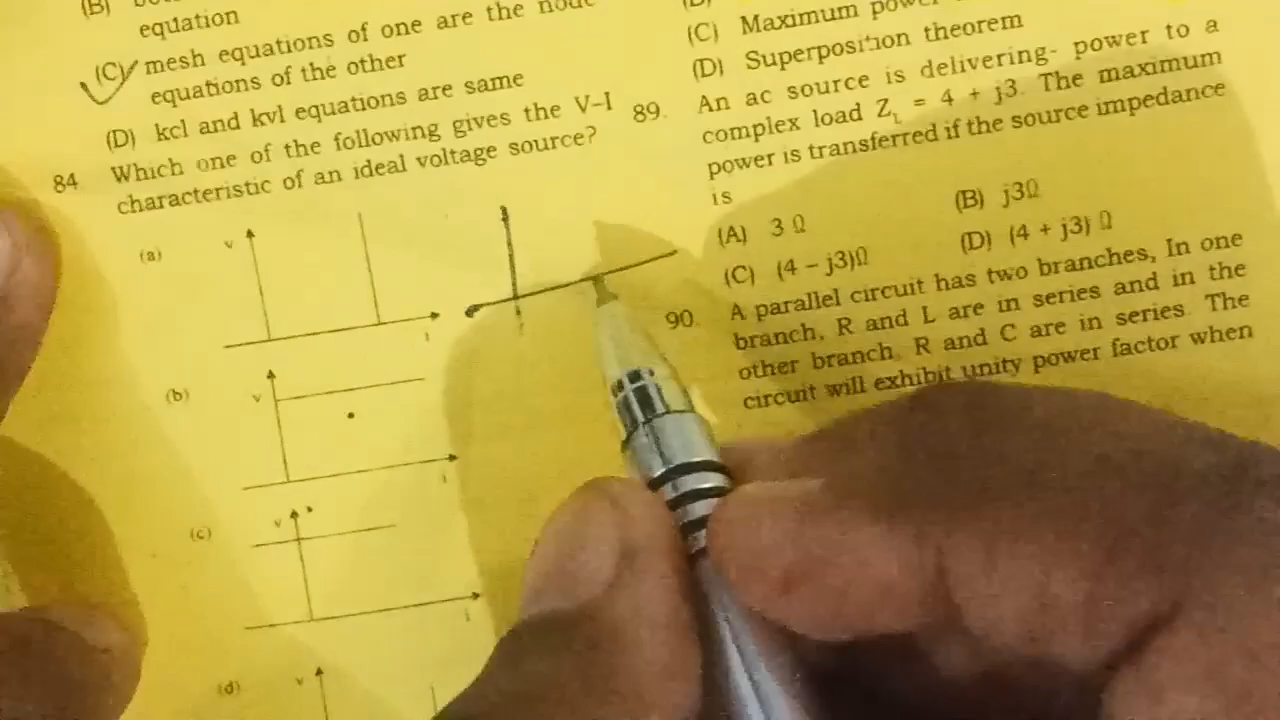 (B)
equation
(C) mesh equations of one are the node
equations of the other
(D) kcl and kvl equations are same
84 Which one of the following gives the V–I
characteristic of an ideal voltage source?
(a) v i
(b) v i
(c) v i
(d) v
(C) Maximum power
(D) Superposition theorem
89. An ac source is delivering- power to a
complex load ZL = 4 + j3. The maximum
power is transferred if the source impedance
is
(A) 3 Ω (B) j3Ω
(C) (4 – j3)Ω (D) (4 + j3) Ω
90. A parallel circuit has two branches, In one
branch, R and L are in series and in the
other branch, R and C are in series. The
circuit will exhibit unity power factor when